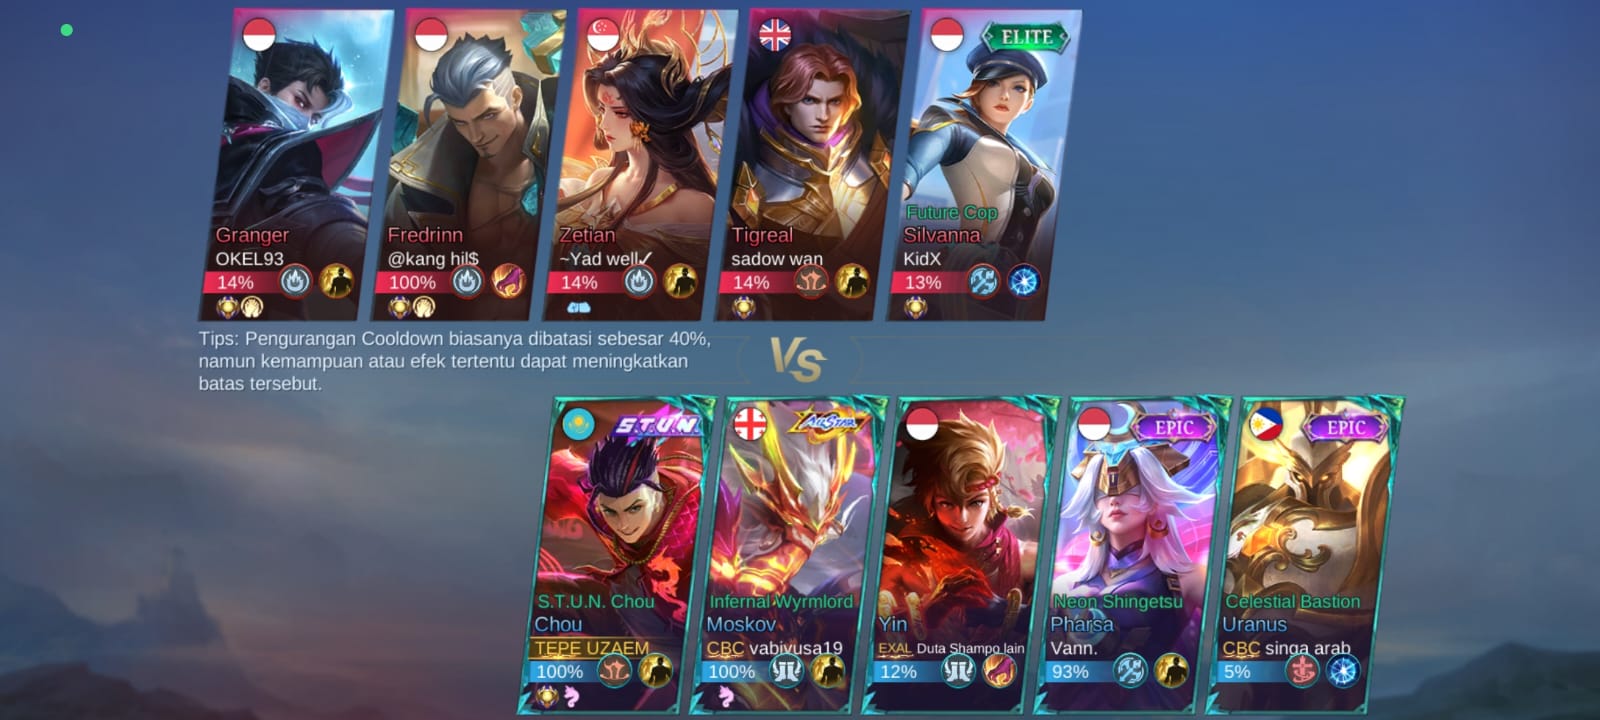 ELITE
Granger
OKEL93
14%
Fredrinn
@kang hil$
100%
Zetian
~Yad well✓
14%
Tigreal
sadow wan
14%
Future Cop
Silvanna
KidX
13%
Tips: Pengurangan Cooldown biasanya dibatasi sebesar 40%,
namun kemampuan atau efek tertentu dapat meningkatkan
batas tersebut.
VS
S.T.U.N.
S.T.U.N. Chou
Chou
TEPE UZAEM
100%
ALLSTAR
Infernal Wyrmlord
Moskov
CBC vabiyusa19
100%
Yin
EXAL Duta Shampo lain
12%
EPIC
Neon Shingetsu
Pharsa
Vann.
93%
EPIC
Celestial Bastion
Uranus
CBC singa arab
5%